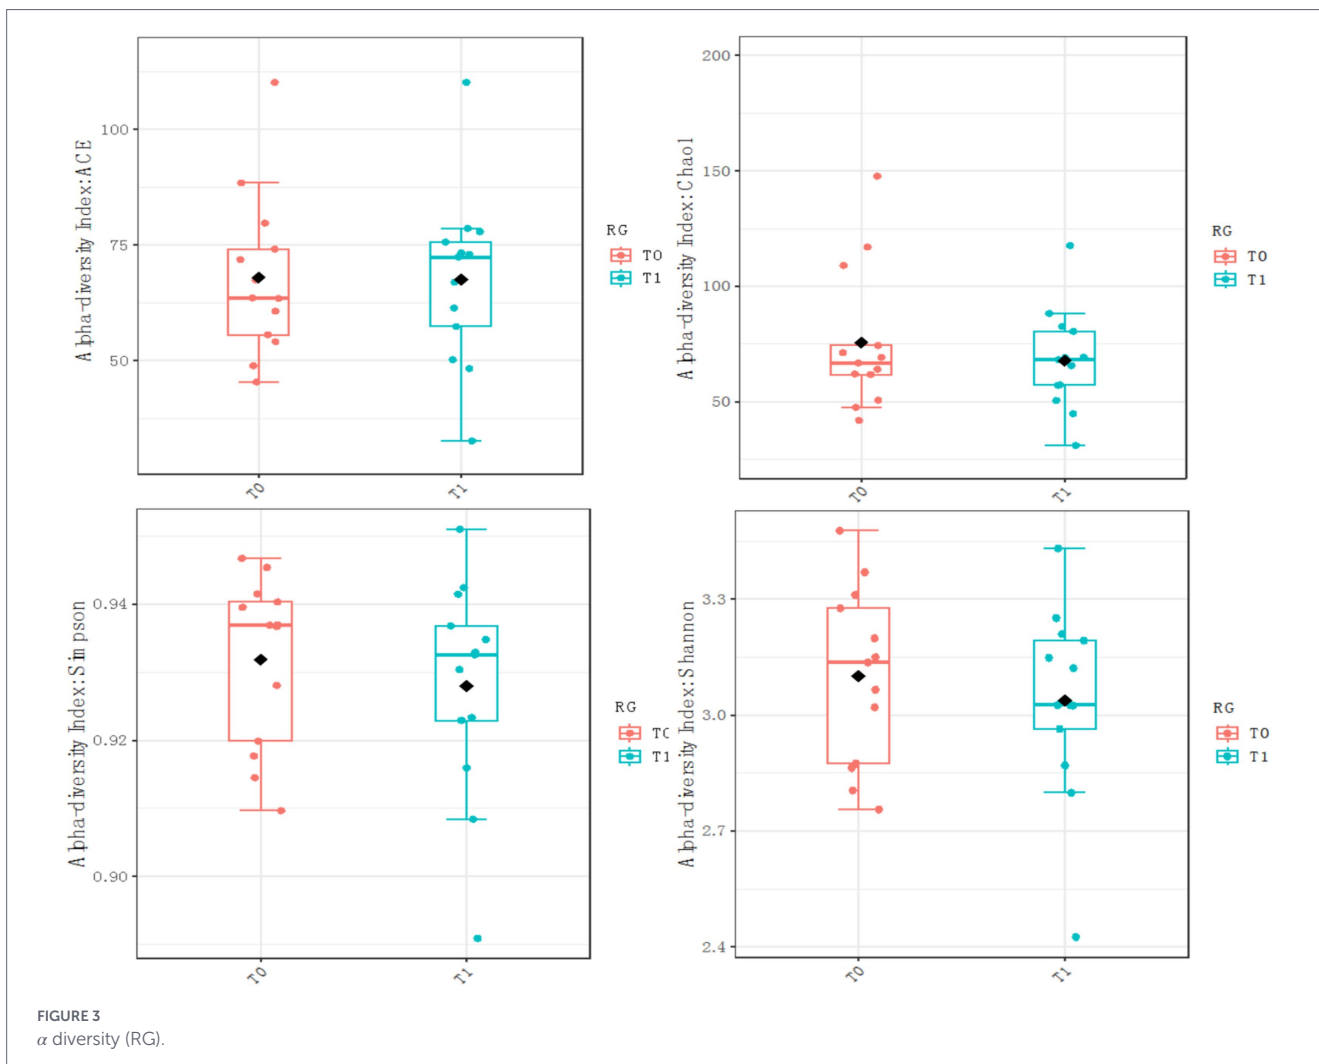 Alpha-diversity Index:ACE
100
75
50
T0
T1
RG
T0
T1
Alpha-diversity Index:Chao1
200
150
100
50
T0
T1
RG
T0
T1
Alpha-diversity Index:Simpson
0.94
0.92
0.90
T0
T1
RG
T0
T1
Alpha-diversity Index:Shannon
3.3
3.0
2.7
2.4
T0
T1
RG
T0
T1
FIGURE 3
α diversity (RG).